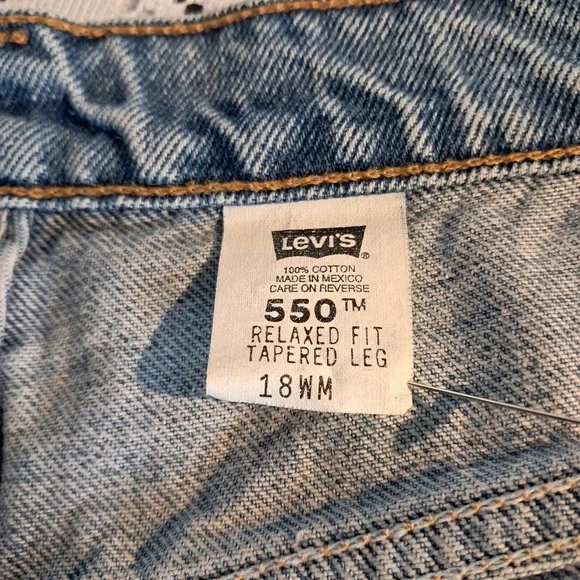 LEVI'S ®
100% COTTON
MADE IN MEXICO
CARE ON REVERSE
550™
RELAXED FIT
TAPERED LEG
18WM